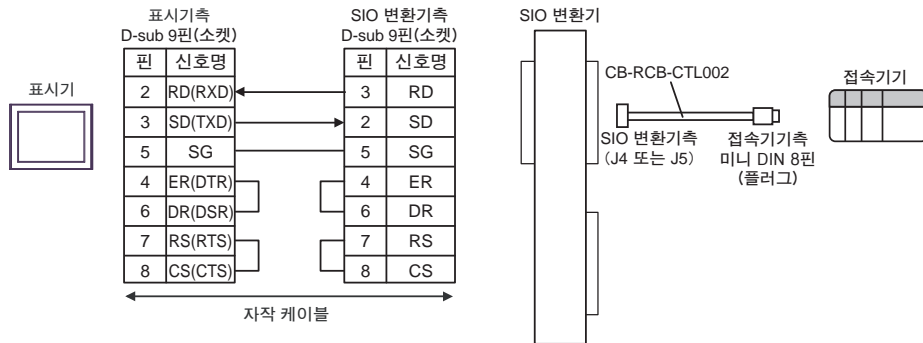 표시기측
D-sub 9핀(소켓)
SIO 변환기측
D-sub 9핀(소켓)
SIO 변환기
핀 신호명
핀 신호명
2 RD(RXD)
3 RD
3 SD(TXD)
2 SD
5 SG
5 SG
4 ER(DTR)
4 ER
6 DR(DSR)
6 DR
7 RS(RTS)
7 RS
8 CS(CTS)
8 CS
표시기
자작 케이블
CB-RCB-CTL002
접속기기
SIO 변환기측
(J4 또는 J5)
접속기기측
미니 DIN 8핀
(플러그)